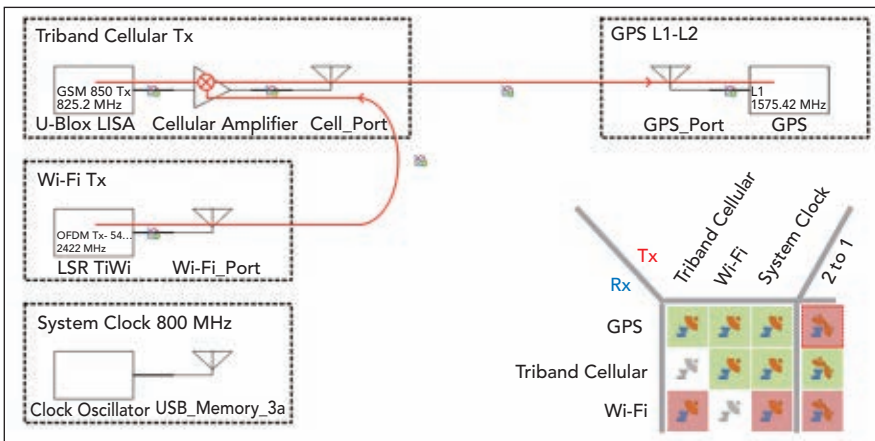 Triband Cellular Tx
GSM 850 Tx
825.2 MHz
U-Blox LISA
Cellular Amplifier
Cell_Port
GPS L1-L2
L1
1575.42 MHz
GPS_Port
GPS
Wi-Fi Tx
OFDM Tx- 54...
2422 MHz
LSR TiWi
Wi-Fi_Port
System Clock 800 MHz
Clock Oscillator
USB_Memory_3a
Tx
Rx
Triband Cellular
Wi-Fi
System Clock
2 to 1
GPS
Triband Cellular
Wi-Fi